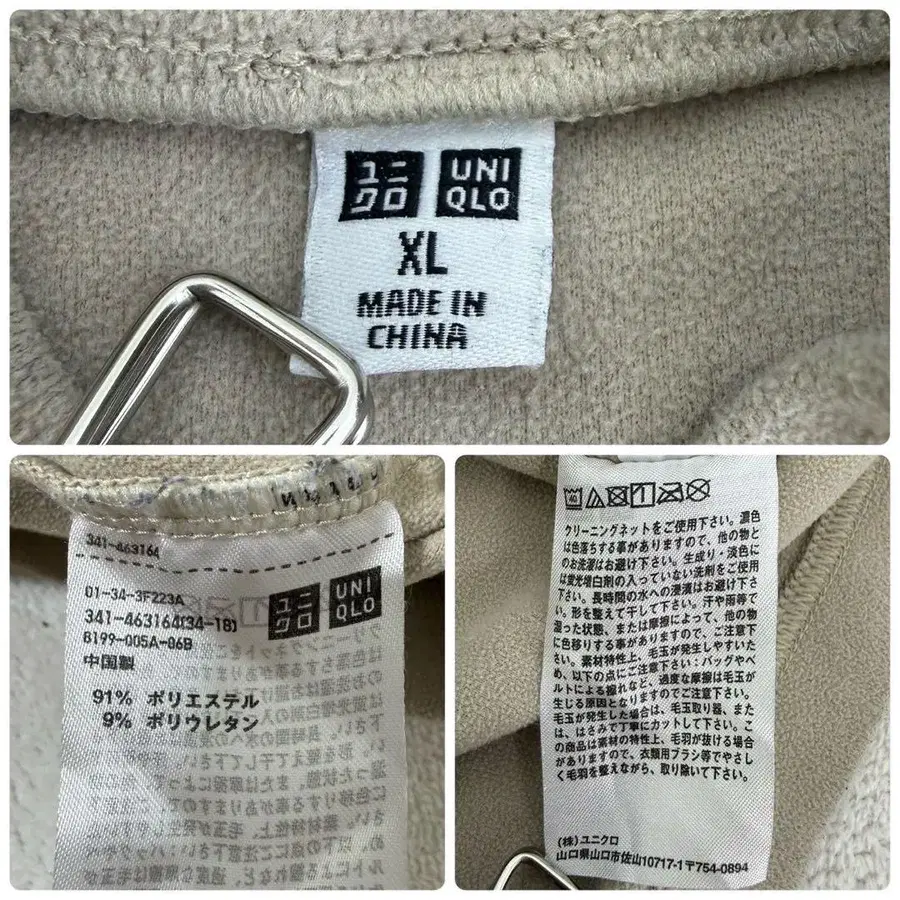 ユニ
クロ
UNI
QLO
XL
MADE IN
CHINA
341-463164
01-34-3F223A
341-463164(34-18)
8199-005A-06B
中国製
ユニ
クロ
UNI
QLO
91% ポリエステル
9% ポリウレタン
40
クリーニングネットをご使用下さい。濃色
は色落ちする事がありますので、他の物と
のお洗濯はお避け下さい。生成り・淡色に
は蛍光増白剤の入っていない洗剤をご使用
下さい。長時間の水への浸漬はお避け下さ
い。形を整えて干して下さい。汗や雨等で
湿った状態、または摩擦によって、他の物
に色移りする事がありますので、ご注意下
さい。素材特性上、毛玉が発生しやすいた
め、以下の点にご注意下さい：バッグやベ
ルトによる擦れなど、過度な摩擦は毛玉が
生じる原因となりますのでご注意下さい。
毛玉が発生した場合は、毛玉取り器、また
は、はさみで丁寧にカットして下さい。こ
の商品は素材の特性上、毛羽が抜ける場合
がありますので、衣類用ブラシ等でやさし
く毛羽を整えながら、取り除いて下さい。
(株)ユニクロ
山口県山口市佐山10717-1〒754-0894